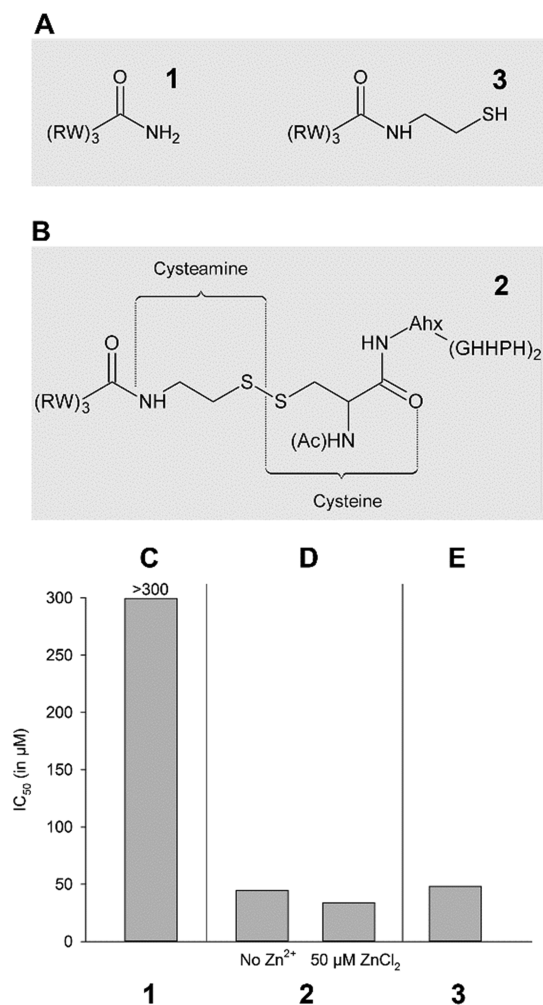 A
O
1
(RW)₃
NH₂
O
3
(RW)₃
NH
SH
B
Cysteamine
2
Ahx
HN
(GHHPH)₂
O
(RW)₃
NH
S
S
O
(Ac)HN
Cysteine
C
D
E
>300
300
250
200
150
100
50
0
IC₅₀ (in µM)
No Zn²⁺
50 µM ZnCl₂
1
2
3